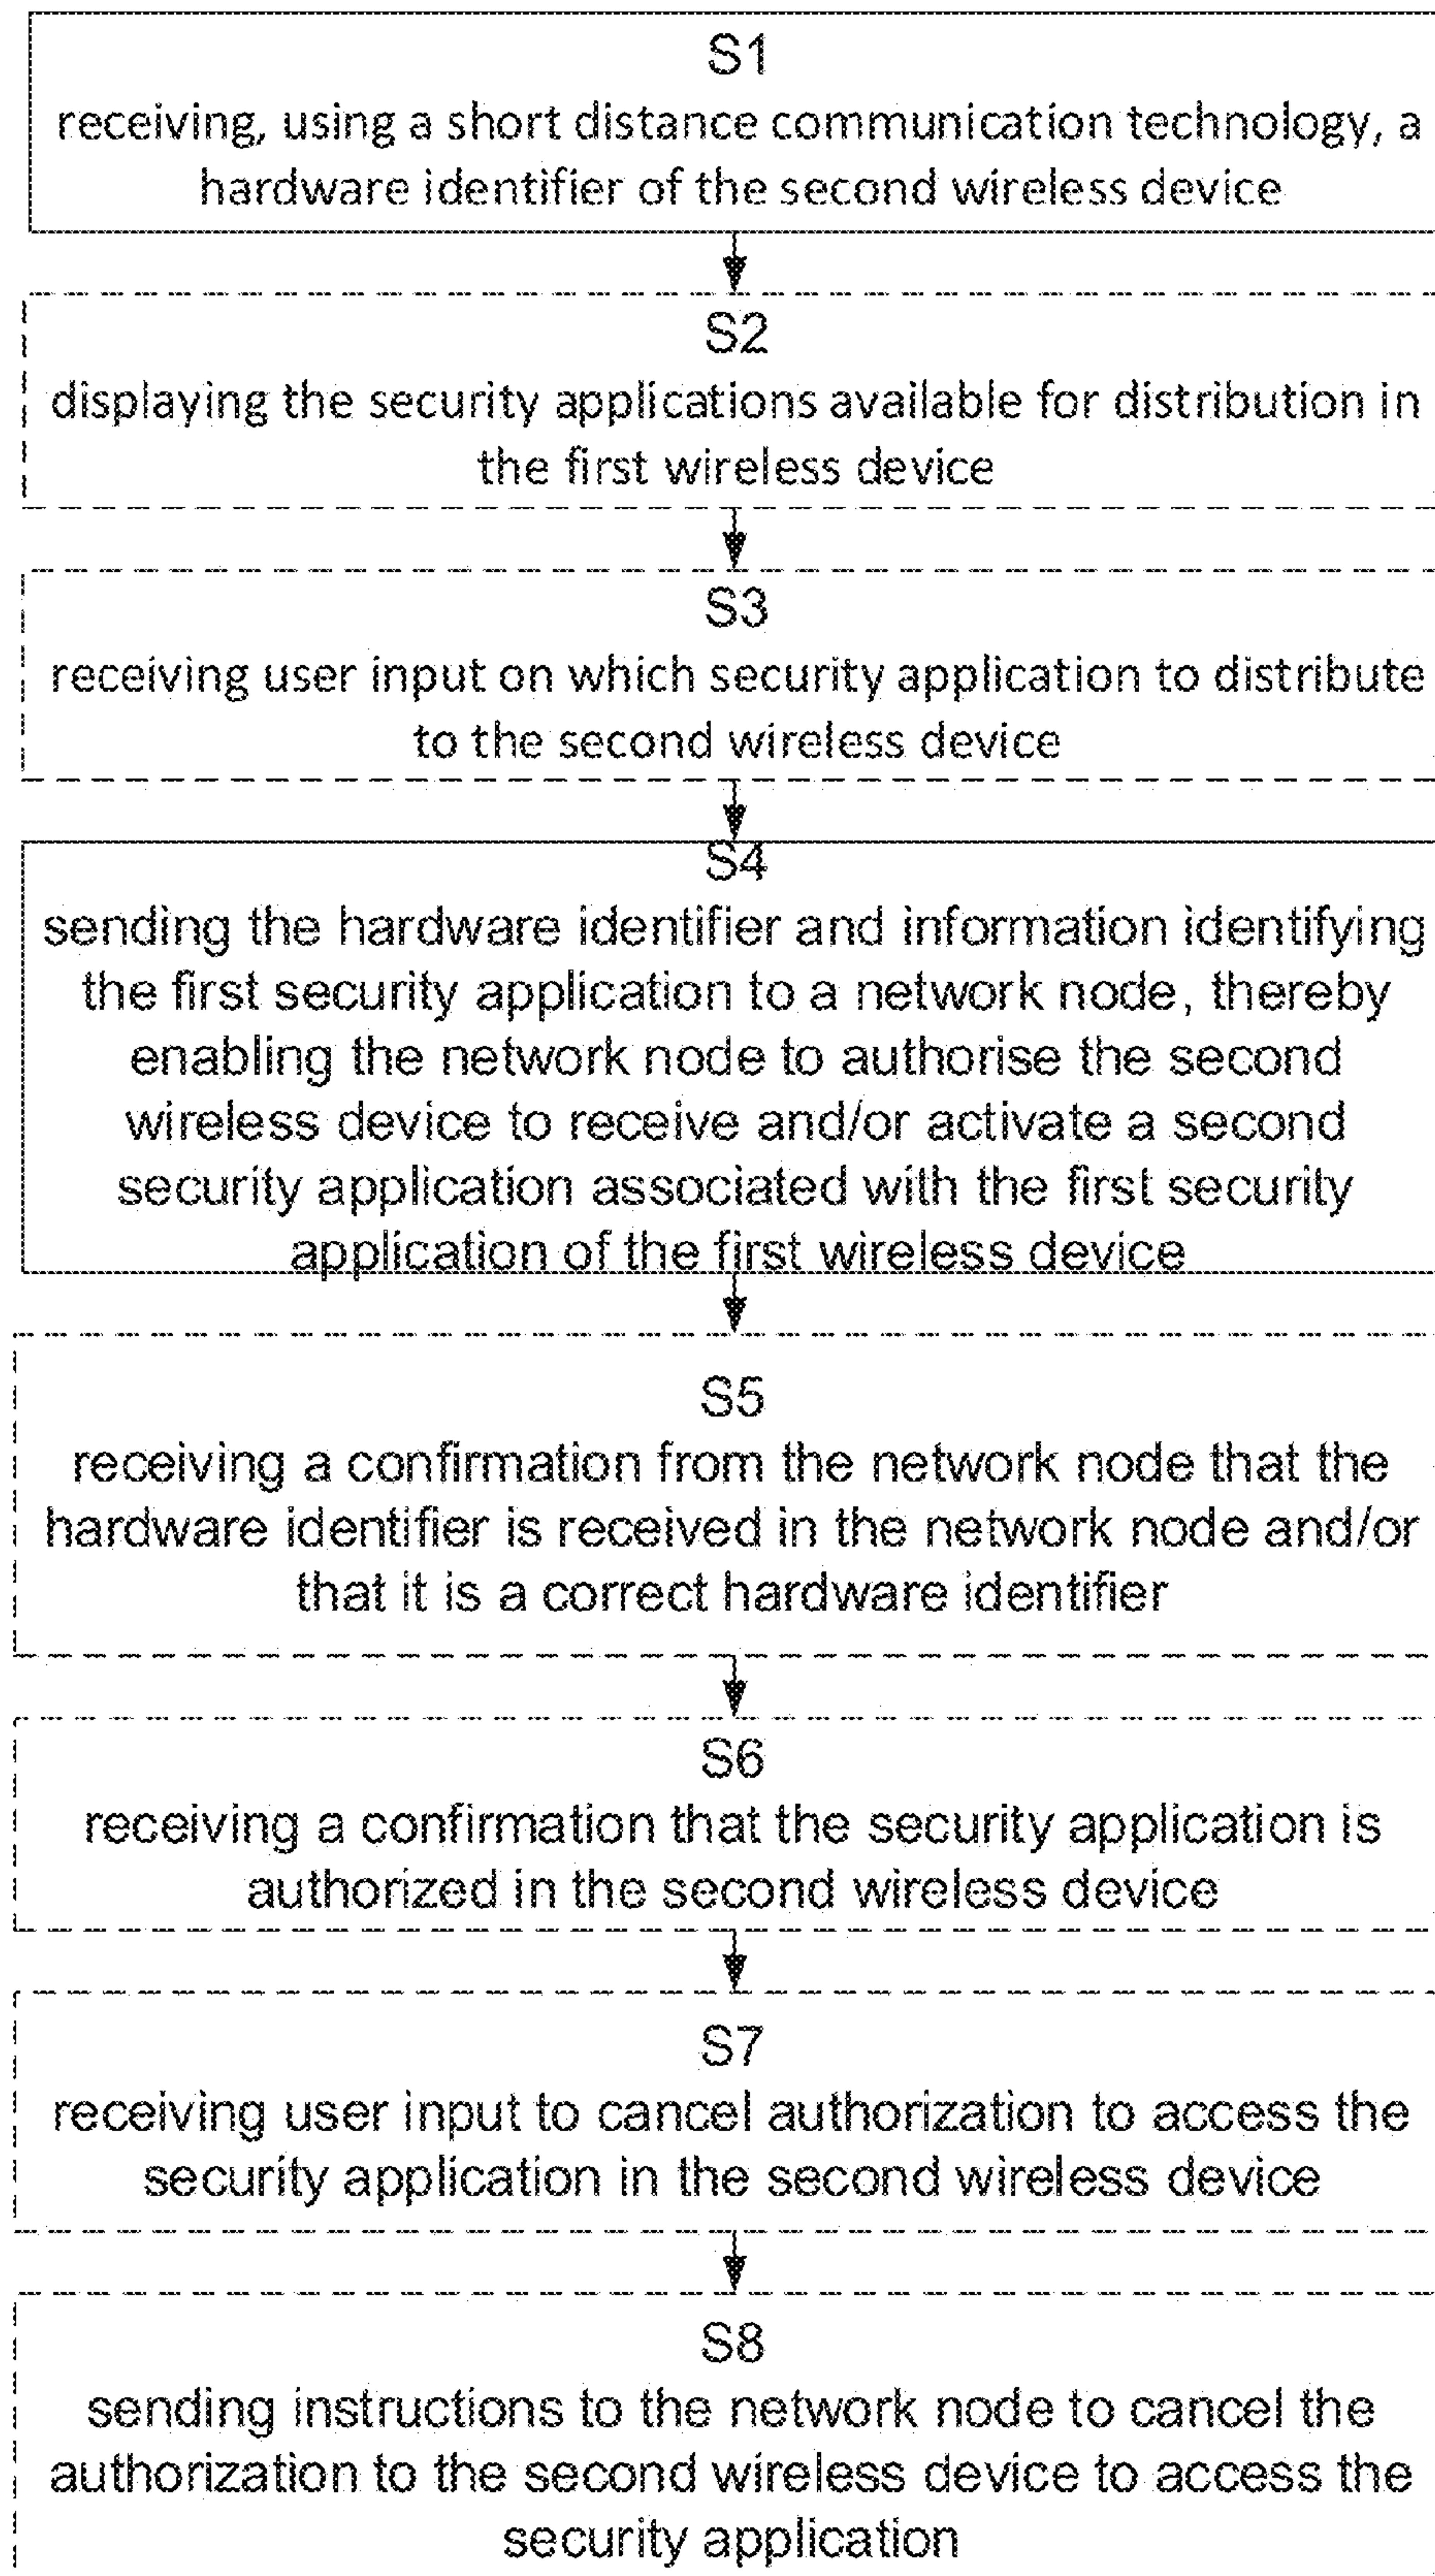 S1
receiving, using a short distance communication technology, a
hardware identifier of the second wireless device
S2
displaying the security applications available for distribution in
the first wireless device
S3
receiving user input on which security application to distribute
to the second wireless device
S4
sending the hardware identifier and information identifying
the first security application to a network node, thereby
enabling the network node to authorise the second
wireless device to receive and/or activate a second
security application associated with the first security
application of the first wireless device
S5
receiving a confirmation from the network node that the
hardware identifier is received in the network node and/or
that it is a correct hardware identifier
S6
receiving a confirmation that the security application is
authorized in the second wireless device
S7
receiving user input to cancel authorization to access the
security application in the second wireless device
S8
sending instructions to the network node to cancel the
authorization to the second wireless device to access the
security application